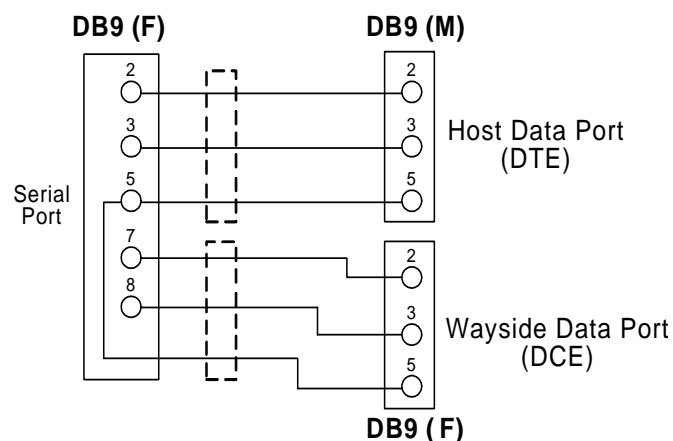 DB9 (F)
DB9 (M)
2
3
5
7
8
Serial
Port
2
3
5
Host Data Port
(DTE)
2
3
5
Wayside Data Port
(DCE)
DB9 ( F)